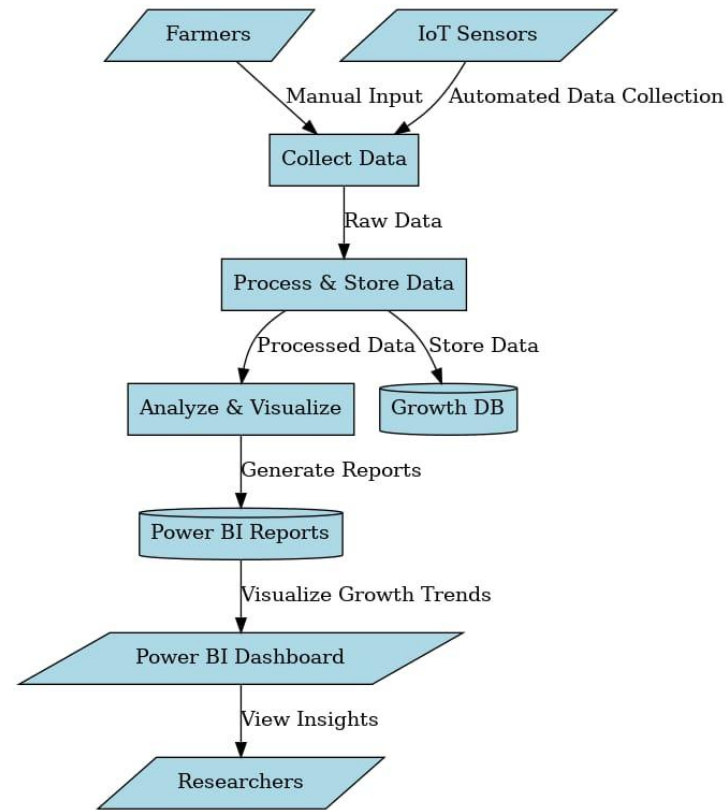 Farmers
IoT Sensors
Manual Input
Automated Data Collection
Collect Data
Raw Data
Process & Store Data
Processed Data
Store Data
Analyze & Visualize
Growth DB
Generate Reports
Power BI Reports
Visualize Growth Trends
Power BI Dashboard
View Insights
Researchers